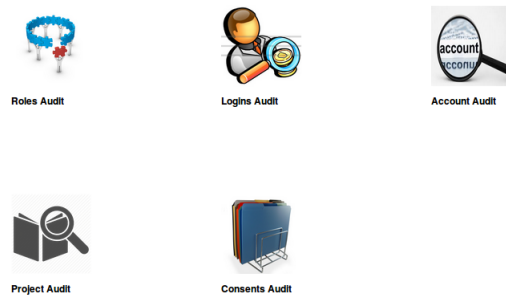 account
Roles Audit
Logins Audit
Account Audit
Project Audit
Consents Audit